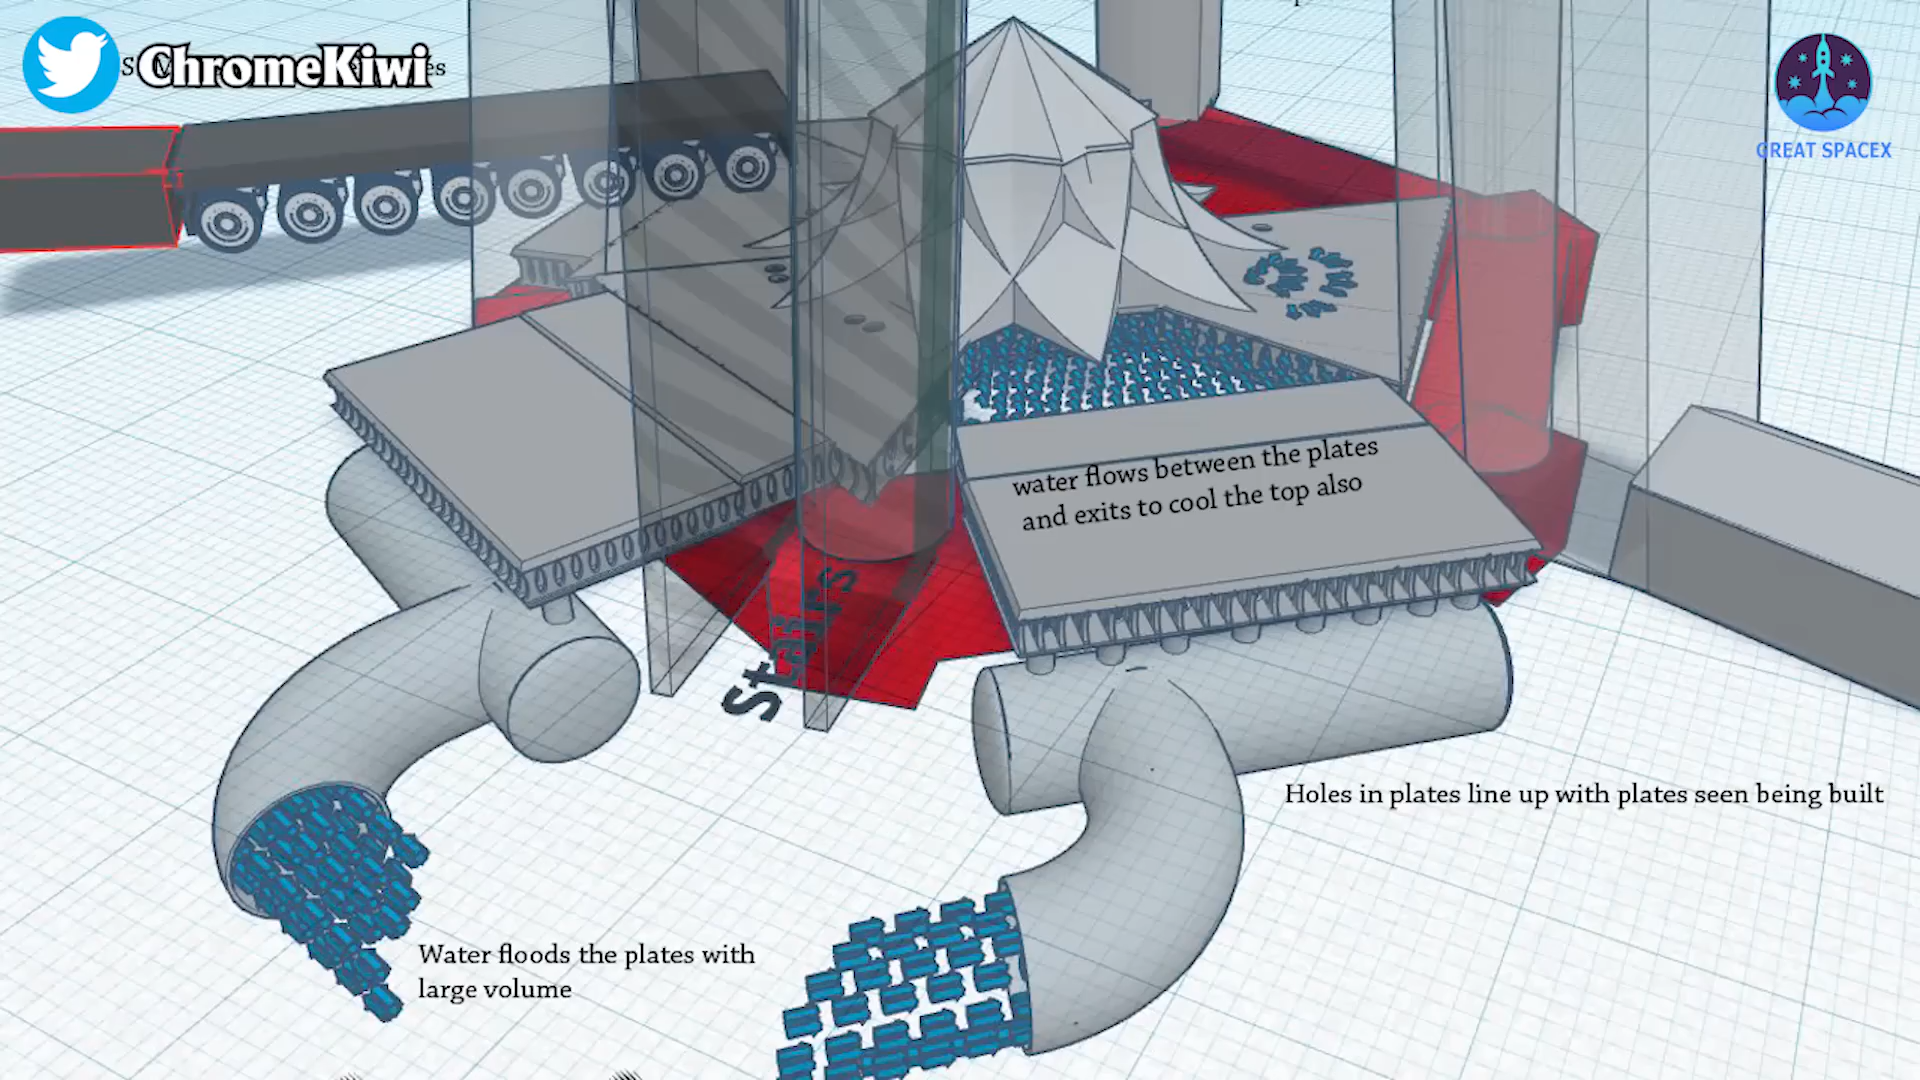 ChromeKiwi
GREAT SPACEX
water flows between the plates
and exits to cool the top also
Stairs
Holes in plates line up with plates seen being built
Water floods the plates with
large volume